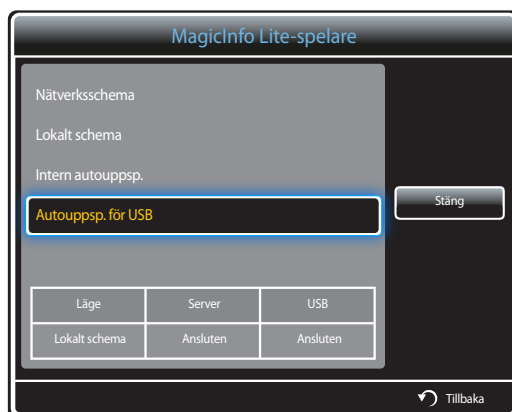 MagicInfo Lite-spelare
Nätverksschema
Lokalt schema
Intern autouppsp.
Autouppsp. för USB
Stäng
Läge Server USB
Lokalt schema Ansluten Ansluten
Tillbaka